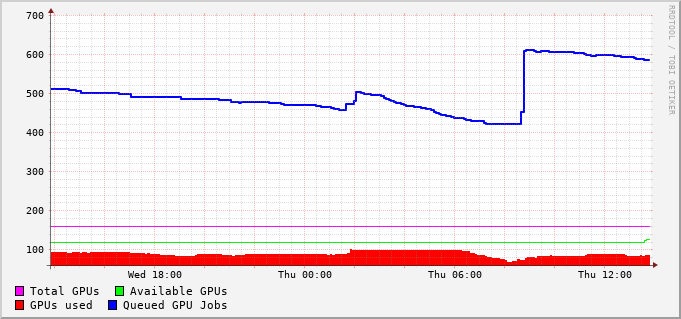 700
600
500
400
300
200
100
Wed 18:00 Thu 00:00 Thu 06:00 Thu 12:00
Total GPUs Available GPUs
GPUs used Queued GPU Jobs
RRDTOOL / TOBI OETIKER